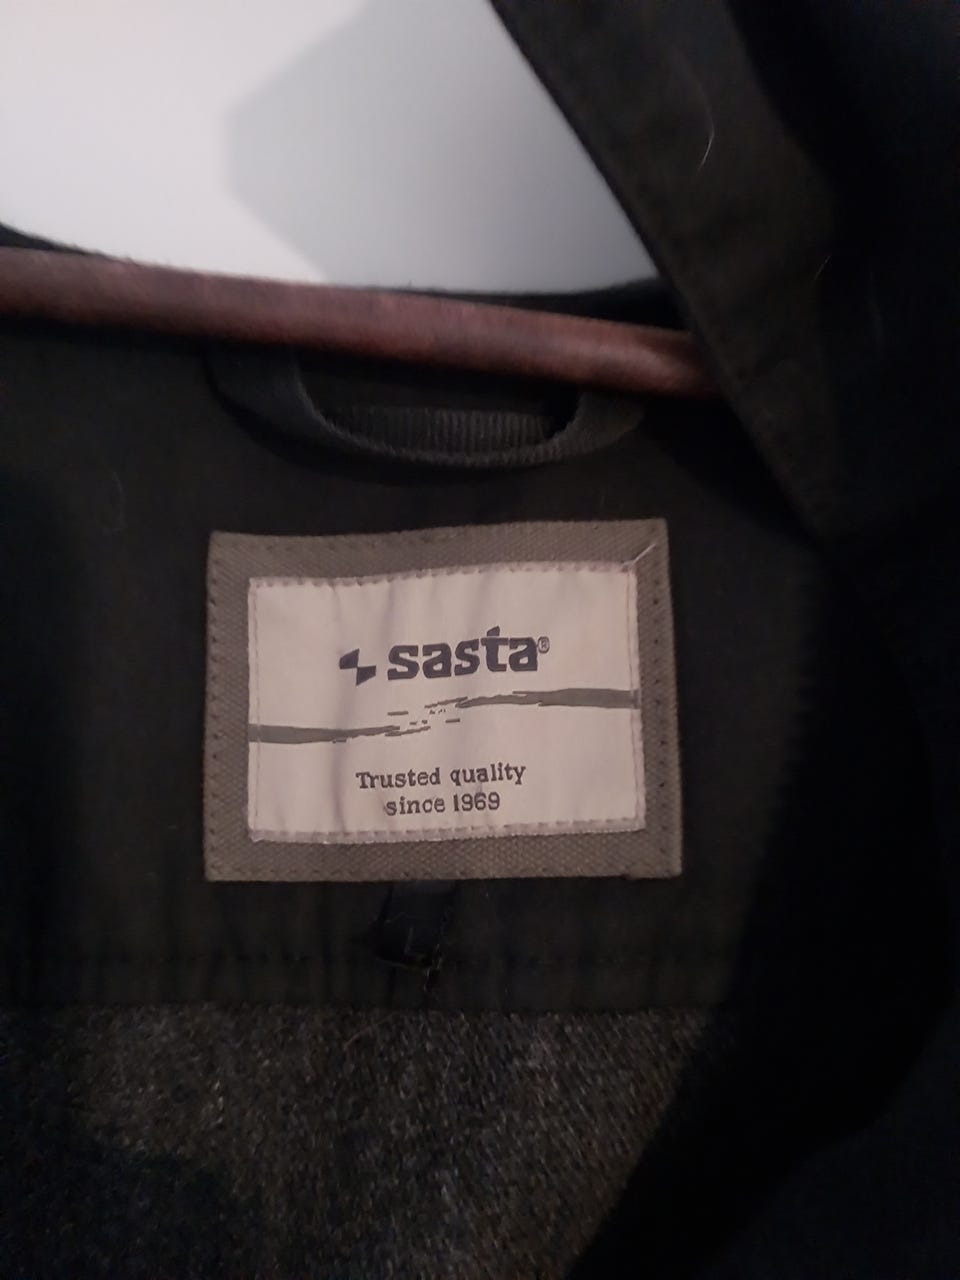 sasta®
Trusted quality
since 1969